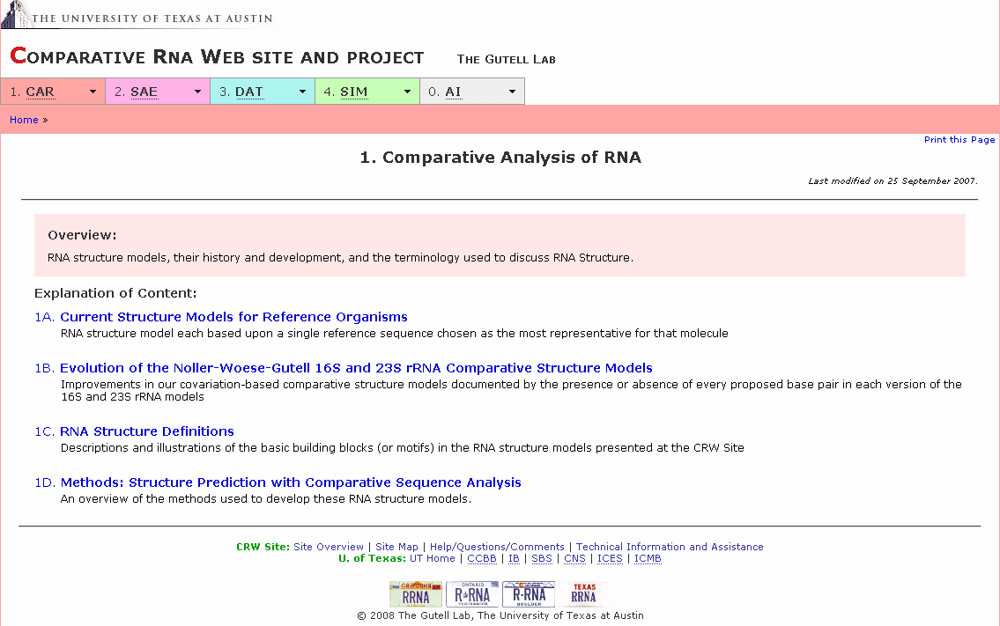 THE UNIVERSITY OF TEXAS AT AUSTIN
COMPARATIVE RNA WEB SITE AND PROJECT THE GUTELL LAB
1. CAR 2. SAE 3. DAT 4. SIM 0. AI
Home »
Print this Page
1. Comparative Analysis of RNA
Last modified on 25 September 2007.
Overview:
RNA structure models, their history and development, and the terminology used to discuss RNA Structure.
Explanation of Content:
1A. Current Structure Models for Reference Organisms
RNA structure model each based upon a single reference sequence chosen as the most representative for that molecule
1B. Evolution of the Noller-Woese-Gutell 16S and 23S rRNA Comparative Structure Models
Improvements in our covariation-based comparative structure models documented by the presence or absence of every proposed base pair in each version of the
16S and 23S rRNA models
1C. RNA Structure Definitions
Descriptions and illustrations of the basic building blocks (or motifs) in the RNA structure models presented at the CRW Site
1D. Methods: Structure Prediction with Comparative Sequence Analysis
An overview of the methods used to develop these RNA structure models.
CRW Site: Site Overview | Site Map | Help/Questions/Comments | Technical Information and Assistance
U. of Texas: UT Home | CCBB | IB | SBS | CNS | ICES | ICMB
CALIFORNIA ONTARIO TEXAS
RRNA R-RNA R-RNA RRNA
BOULDER
© 2008 The Gutell Lab, The University of Texas at Austin